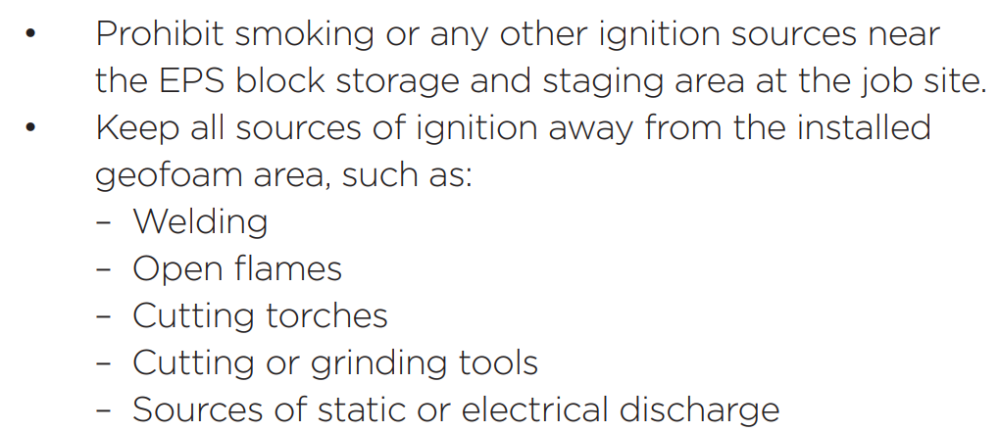 • Prohibit smoking or any other ignition sources near
the EPS block storage and staging area at the job site.
• Keep all sources of ignition away from the installed
geofoam area, such as:
– Welding
– Open flames
– Cutting torches
– Cutting or grinding tools
– Sources of static or electrical discharge